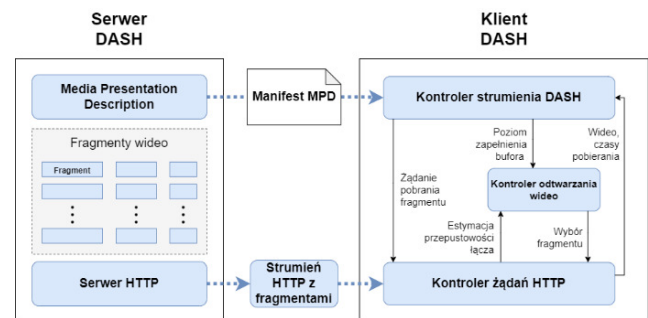 Serwer
DASH
Klient
DASH
Media Presentation
Description
Manifest MPD
Kontroler strumienia DASH
Fragmenty wideo
Fragment
Poziom
zapełnienia
bufora
Wideo,
czasy
pobierania
Żądanie
pobrania
fragmentu
Kontroler odtwarzania
wideo
Estymacja
przepustowości
łącza
Wybór
fragmentu
Serwer HTTP
Strumień
HTTP z
fragmentami
Kontroler żądań HTTP